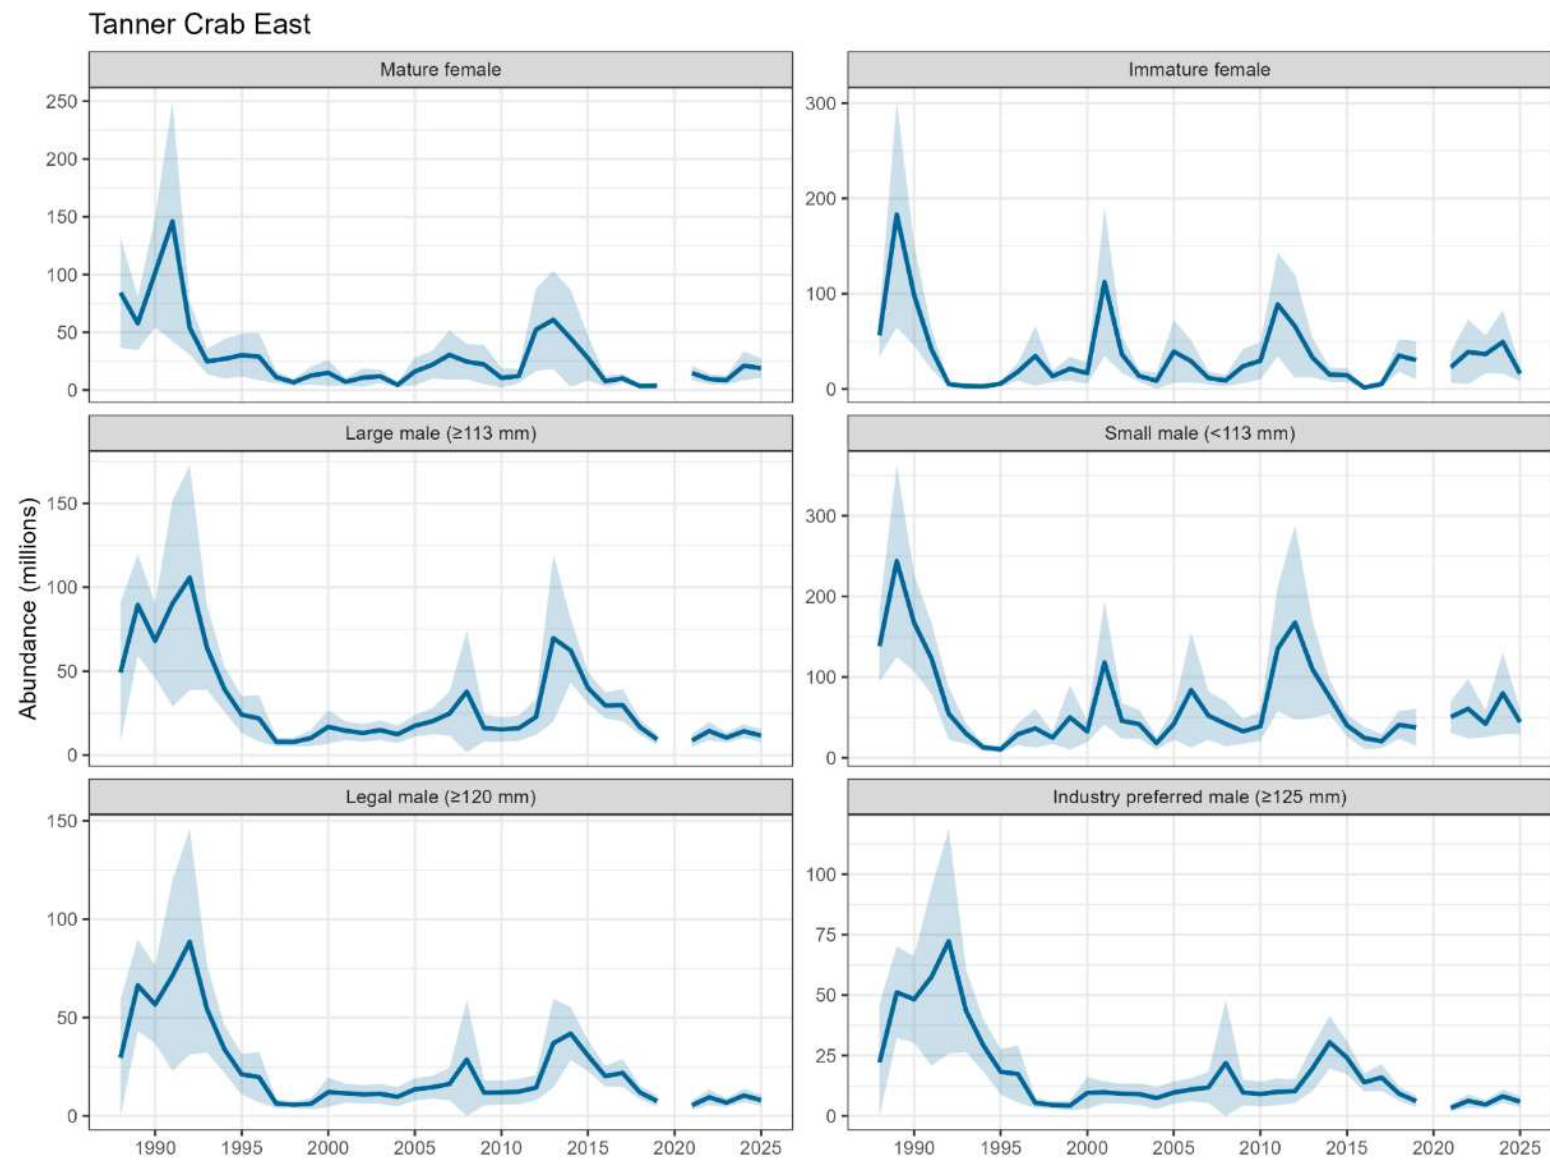 Tanner Crab East
Mature female
Immature female
250
200
150
100
50
0
300
200
100
0
Large male (≥113 mm)
Small male (<113 mm)
Abundance (millions)
150
100
50
0
300
200
100
0
Legal male (≥120 mm)
Industry preferred male (≥125 mm)
150
100
50
0
100
75
50
25
0
1990 1995 2000 2005 2010 2015 2020 2025
1990 1995 2000 2005 2010 2015 2020 2025